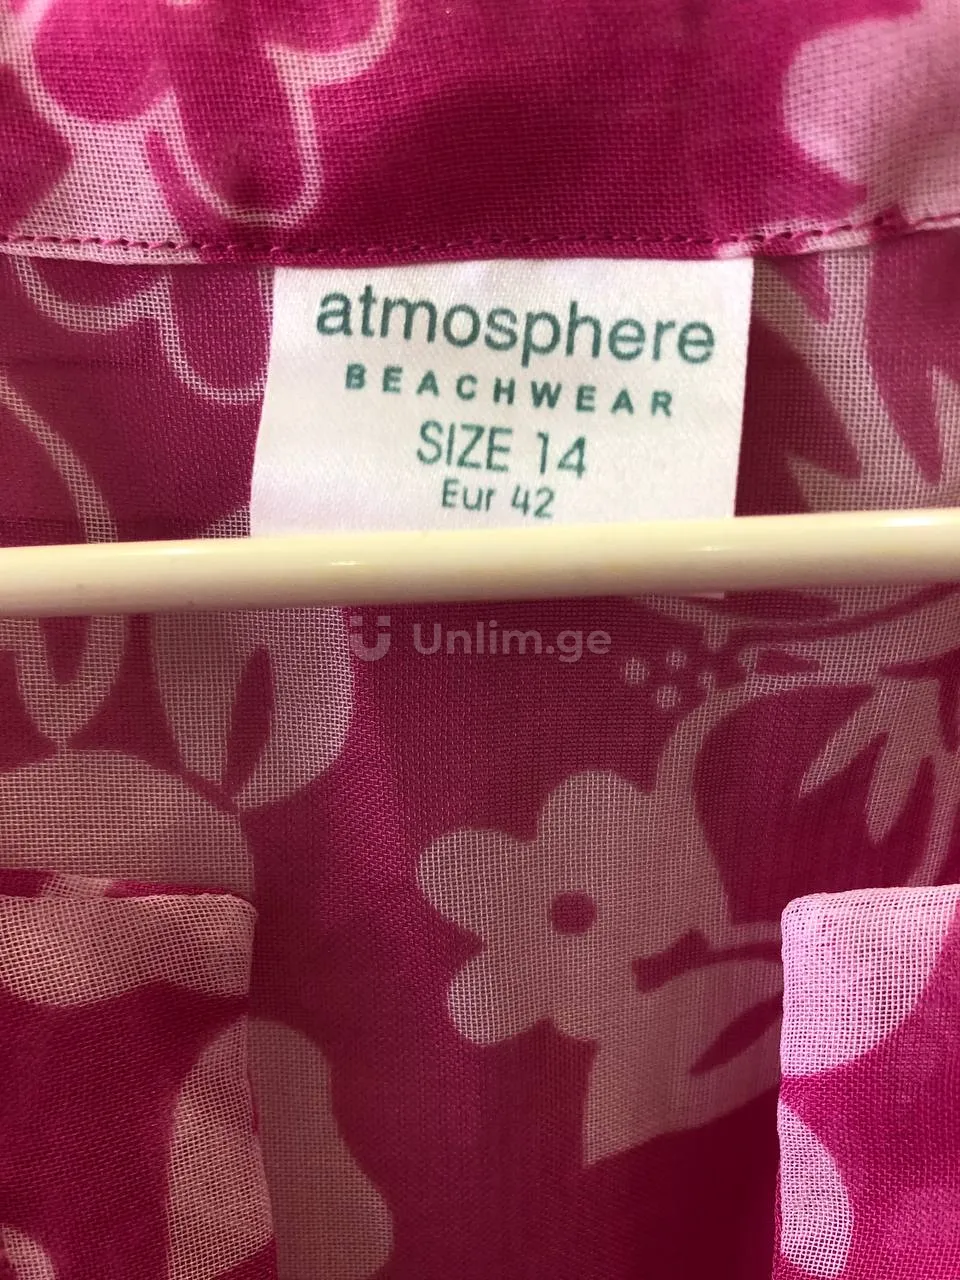 atmosphere
BEACHWEAR
SIZE 14
Eur 42
Unlim.ge